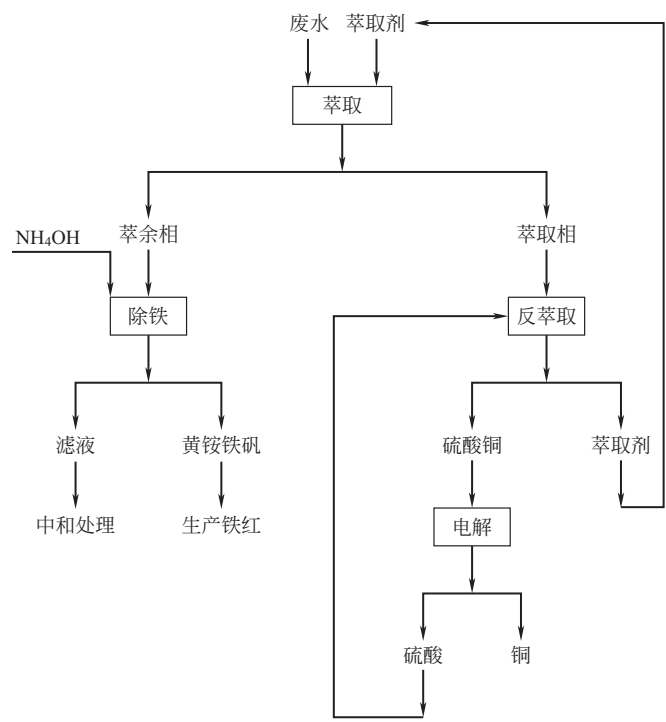 废水 萃取剂
萃取
萃余相
萃取相
NH₄OH
除铁
反萃取
滤液
黄铵铁矾
硫酸铜
萃取剂
中和处理
生产铁红
电解
硫酸
铜